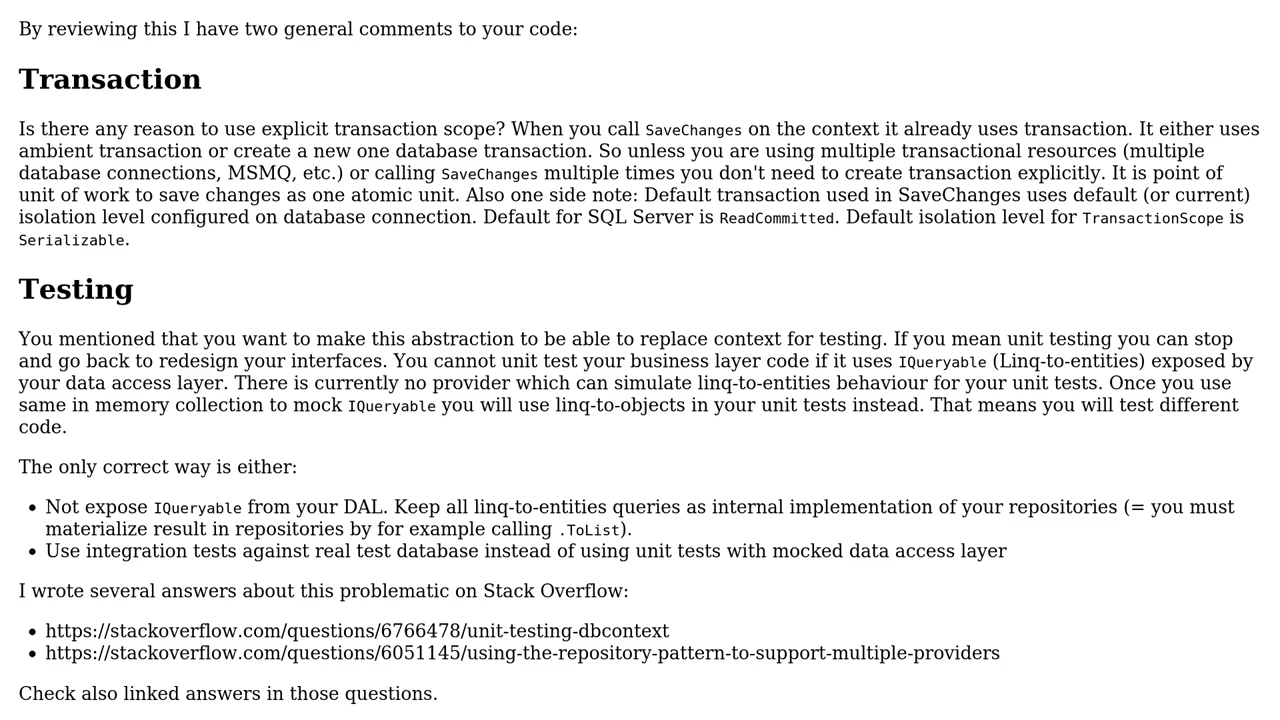 By reviewing this I have two general comments to your code:
Transaction
Is there any reason to use explicit transaction scope? When you call SaveChanges on the context it already uses transaction. It either uses
ambient transaction or create a new one database transaction. So unless you are using multiple transactional resources (multiple
database connections, MSMQ, etc.) or calling SaveChanges multiple times you don't need to create transaction explicitly. It is point of
unit of work to save changes as one atomic unit. Also one side note: Default transaction used in SaveChanges uses default (or current)
isolation level configured on database connection. Default for SQL Server is ReadCommitted. Default isolation level for TransactionScope is
Serializable.
Testing
You mentioned that you want to make this abstraction to be able to replace context for testing. If you mean unit testing you can stop
and go back to redesign your interfaces. You cannot unit test your business layer code if it uses IQueryable (Linq-to-entities) exposed by
your data access layer. There is currently no provider which can simulate linq-to-entities behaviour for your unit tests. Once you use
same in memory collection to mock IQueryable you will use linq-to-objects in your unit tests instead. That means you will test different
code.
The only correct way is either:
• Not expose IQueryable from your DAL. Keep all linq-to-entities queries as internal implementation of your repositories (= you must
materialize result in repositories by for example calling .ToList).
• Use integration tests against real test database instead of using unit tests with mocked data access layer
I wrote several answers about this problematic on Stack Overflow:
• https://stackoverflow.com/questions/6766478/unit-testing-dbcontext
• https://stackoverflow.com/questions/6051145/using-the-repository-pattern-to-support-multiple-providers
Check also linked answers in those questions.